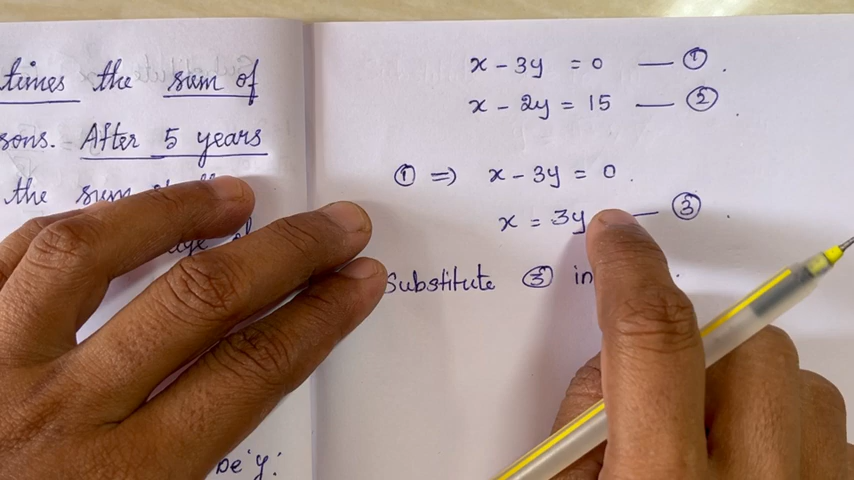 times the sum of
sons. After 5 years
the sum
be 'y'.
x - 3y = 0 — ①.
x - 2y = 15 — ②.
① ⇒ x - 3y = 0.
x = 3y — ③.
Substitute ③ in